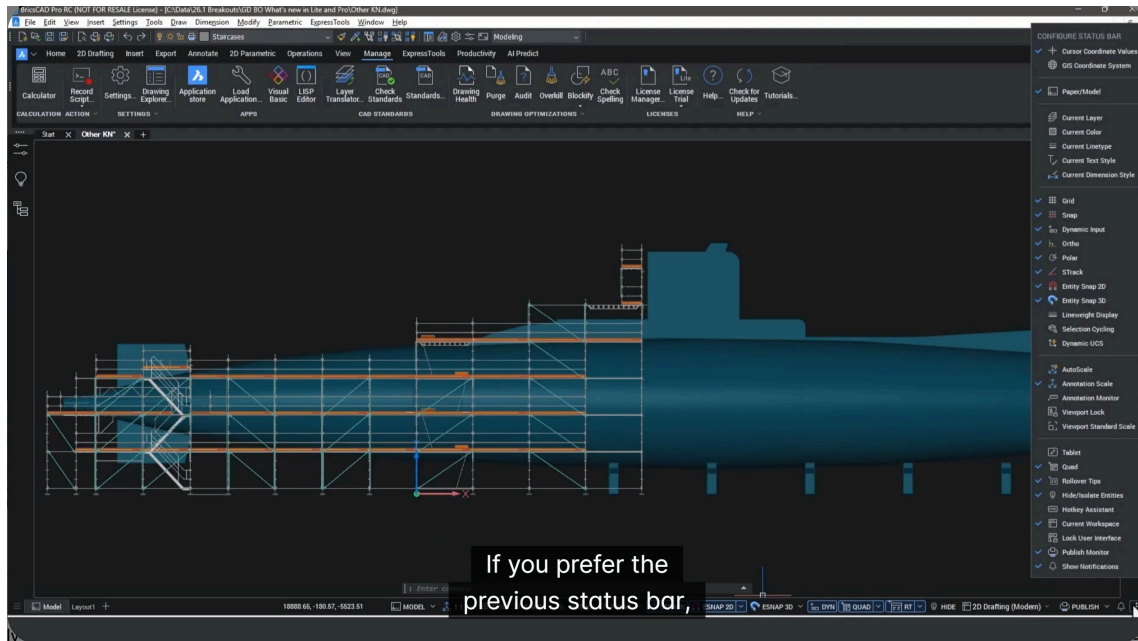 BricsCAD Pro RC (NOT FOR RESALE License) - [C:\Data\26.1 Breakouts\GD BO What's new in Lite and Pro\Other KN.dwg]
File Edit View Insert Settings Tools Draw Dimension Modify Parametric ExpressTools Window Help
Staircases Modeling
Home 2D Drafting Insert Export Annotate 2D Parametric Operations View Manage ExpressTools Productivity AI Predict
Calculator Record Script... Settings... Drawing Explorer... Application store Load Application... Visual Basic LISP Editor Layer Translator... Check Standards Standards... Drawing Health Purge Audit Overkill Blockify Check Spelling License Manager... License Trial Help... Check for Updates Tutorials...
CALCULATION ACTION SETTINGS APPS CAD STANDARDS DRAWING OPTIMIZATIONS LICENSES HELP
Start Other KN*
CONFIGURE STATUS BAR
Cursor Coordinate Values
GIS Coordinate System
Paper/Model
Current Layer
Current Color
Current Linetype
Current Text Style
Current Dimension Style
Grid
Snap
Dynamic Input
Ortho
Polar
STrack
Entity Snap 2D
Entity Snap 3D
Lineweight Display
Selection Cycling
Dynamic UCS
AutoScale
Annotation Scale
Annotation Monitor
Viewport Lock
Viewport Standard Scale
Tablet
Quad
Rollover Tips
Hide/Isolate Entities
Hotkey Assistant
Current Workspace
Lock User Interface
Publish Monitor
Show Notifications
X
If you prefer the
: Enter
previous status bar,
Model Layout1 18888.66, -180.57, -6523.51 MODEL ESNAP 2D ESNAP 3D DYN QUAD RT HIDE 2D Drafting (Modern) PUBLISH